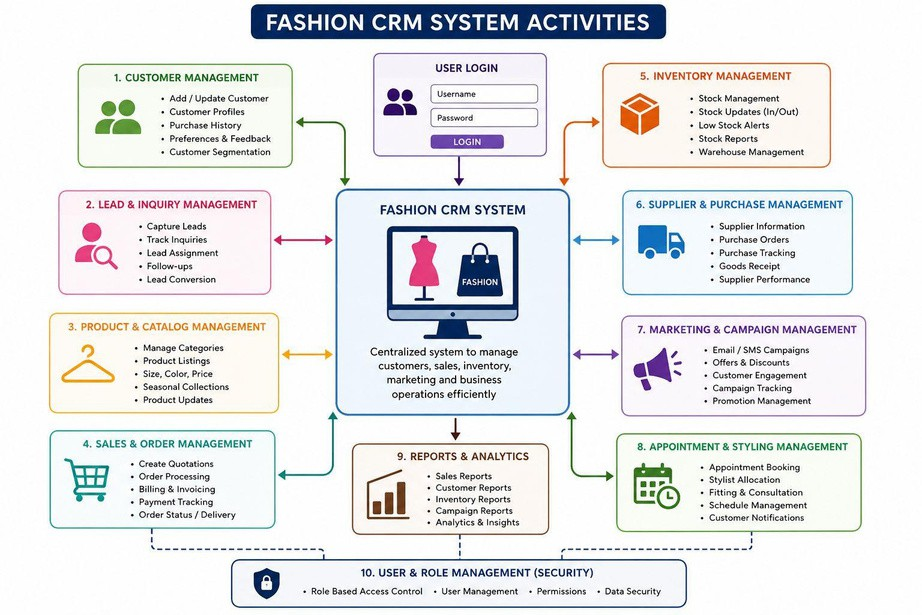 FASHION CRM SYSTEM ACTIVITIES
1. CUSTOMER MANAGEMENT
• Add / Update Customer
• Customer Profiles
• Purchase History
• Preferences & Feedback
• Customer Segmentation
USER LOGIN
Username
Password
LOGIN
5. INVENTORY MANAGEMENT
• Stock Management
• Stock Updates (In/Out)
• Low Stock Alerts
• Stock Reports
• Warehouse Management
2. LEAD & INQUIRY MANAGEMENT
• Capture Leads
• Track Inquiries
• Lead Assignment
• Follow-ups
• Lead Conversion
FASHION CRM SYSTEM
FASHION
Centralized system to manage
customers, sales, inventory,
marketing and business
operations efficiently
6. SUPPLIER & PURCHASE MANAGEMENT
• Supplier Information
• Purchase Orders
• Purchase Tracking
• Goods Receipt
• Supplier Performance
3. PRODUCT & CATALOG MANAGEMENT
• Manage Categories
• Product Listings
• Size, Color, Price
• Seasonal Collections
• Product Updates
7. MARKETING & CAMPAIGN MANAGEMENT
• Email / SMS Campaigns
• Offers & Discounts
• Customer Engagement
• Campaign Tracking
• Promotion Management
4. SALES & ORDER MANAGEMENT
• Create Quotations
• Order Processing
• Billing & Invoicing
• Payment Tracking
• Order Status / Delivery
9. REPORTS & ANALYTICS
• Sales Reports
• Customer Reports
• Inventory Reports
• Campaign Reports
• Analytics & Insights
8. APPOINTMENT & STYLING MANAGEMENT
• Appointment Booking
• Stylist Allocation
• Fitting & Consultation
• Schedule Management
• Customer Notifications
10. USER & ROLE MANAGEMENT (SECURITY)
• Role Based Access Control • User Management • Permissions • Data Security